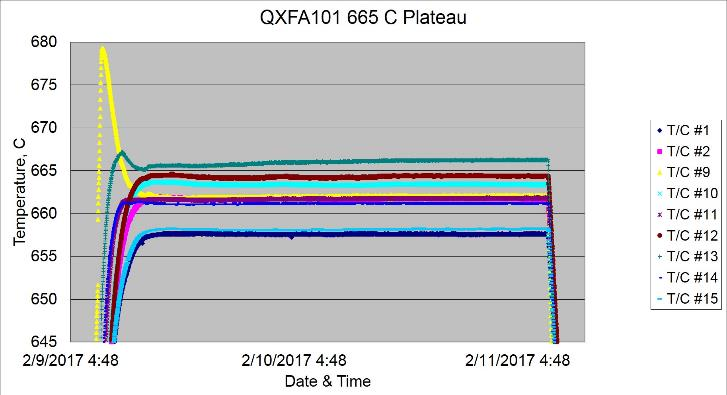 QXFA101 665 C Plateau
680
675
670
665
660
655
650
645
Temperature, C
2/9/2017 4:48
2/10/2017 4:48
2/11/2017 4:48
Date & Time
T/C #1
T/C #2
T/C #9
T/C #10
T/C #11
T/C #12
T/C #13
T/C #14
T/C #15